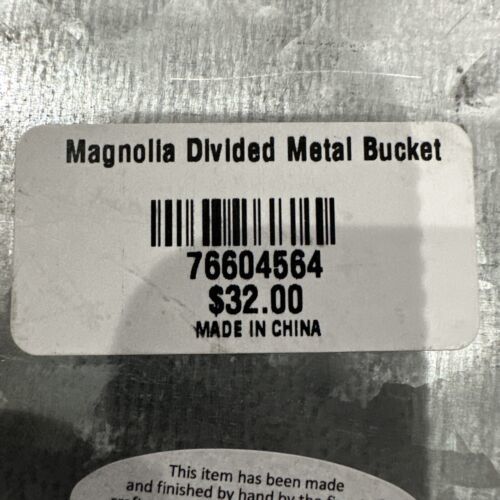 Magnolia Divided Metal Bucket
76604564
$32.00
MADE IN CHINA
This item has been made
and finished by hand by the